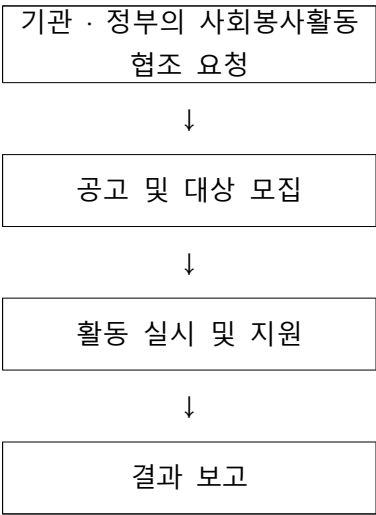 기관 · 정부의 사회봉사활동
협조 요청
↓
공고 및 대상 모집
↓
활동 실시 및 지원
↓
결과 보고